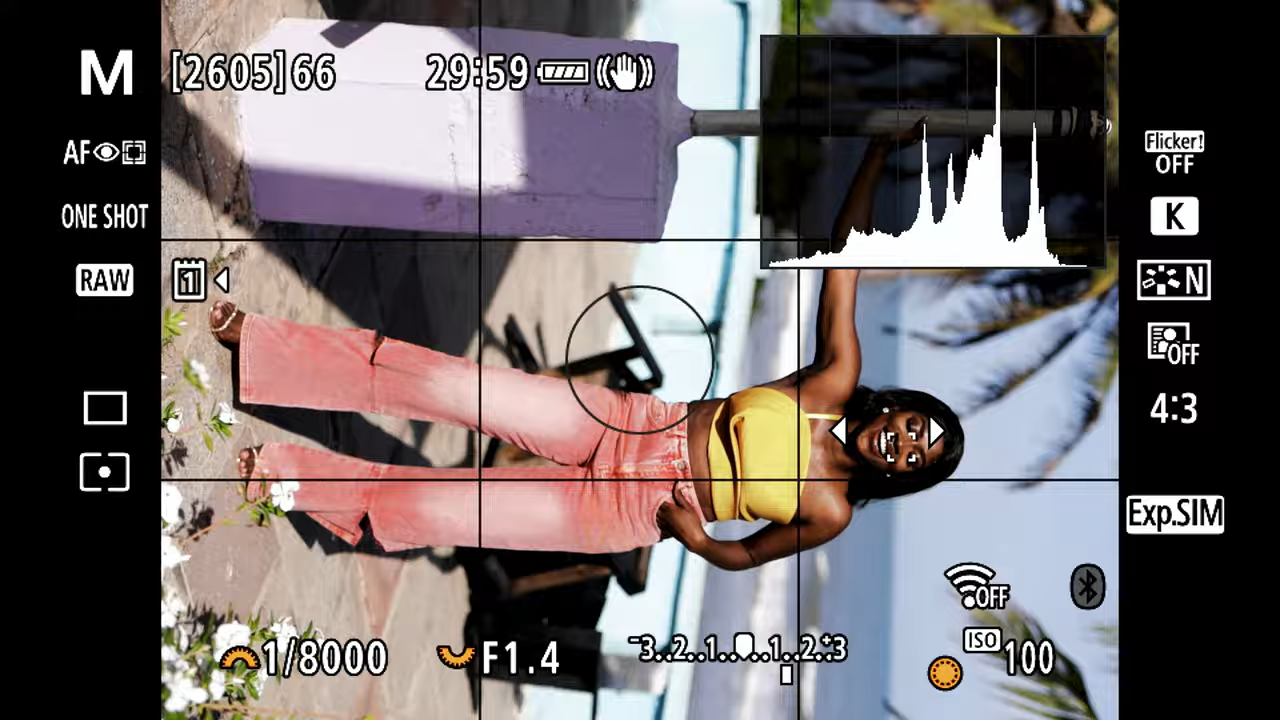 M
[2605]66
29:59
AF
ONE SHOT
RAW
1
Flicker!
OFF
K
N
OFF
4:3
Exp.SIM
OFF
1/8000
F1.4
-3..2..1.. ..1..2..+3
ISO
100